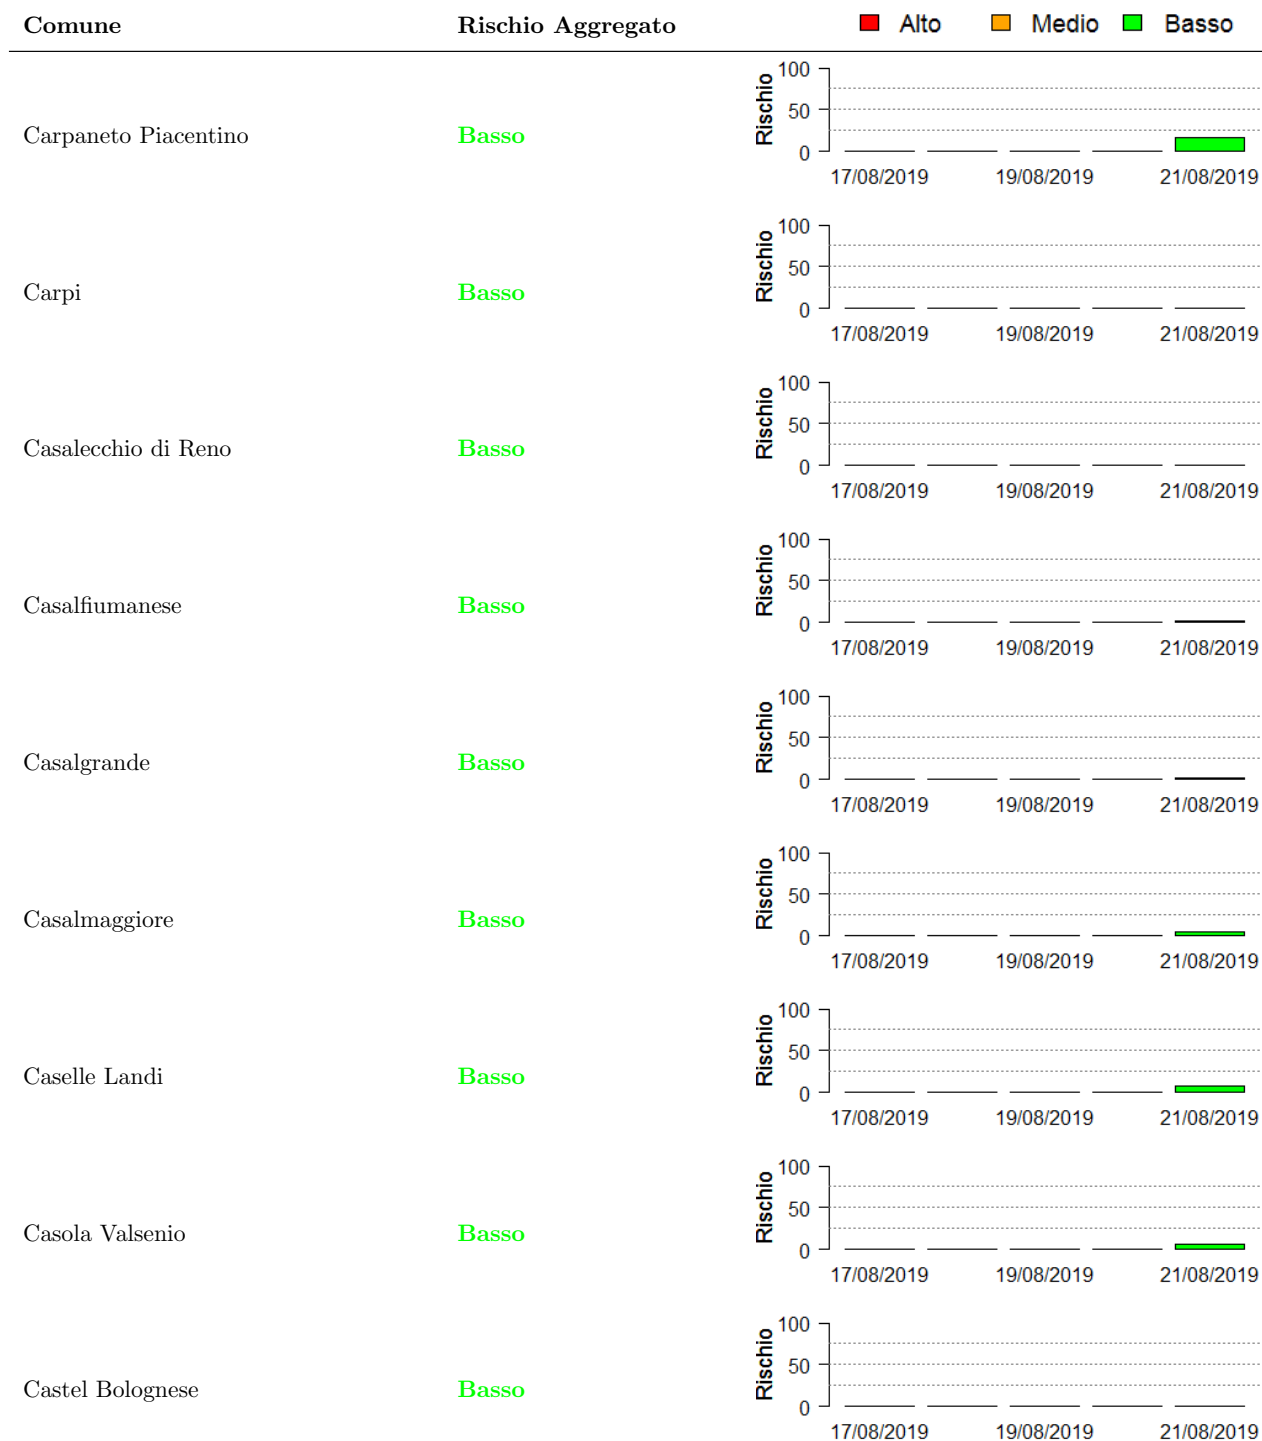 Comune Rischio Aggregato Alto Medio Basso
Carpaneto Piacentino Basso Rischio 100 50 0
17/08/2019 19/08/2019 21/08/2019
Carpi Basso Rischio 100 50 0
17/08/2019 19/08/2019 21/08/2019
Casalecchio di Reno Basso Rischio 100 50 0
17/08/2019 19/08/2019 21/08/2019
Casalfiumanese Basso Rischio 100 50 0
17/08/2019 19/08/2019 21/08/2019
Casalgrande Basso Rischio 100 50 0
17/08/2019 19/08/2019 21/08/2019
Casalmaggiore Basso Rischio 100 50 0
17/08/2019 19/08/2019 21/08/2019
Caselle Landi Basso Rischio 100 50 0
17/08/2019 19/08/2019 21/08/2019
Casola Valsenio Basso Rischio 100 50 0
17/08/2019 19/08/2019 21/08/2019
Castel Bolognese Basso Rischio 100 50 0
17/08/2019 19/08/2019 21/08/2019